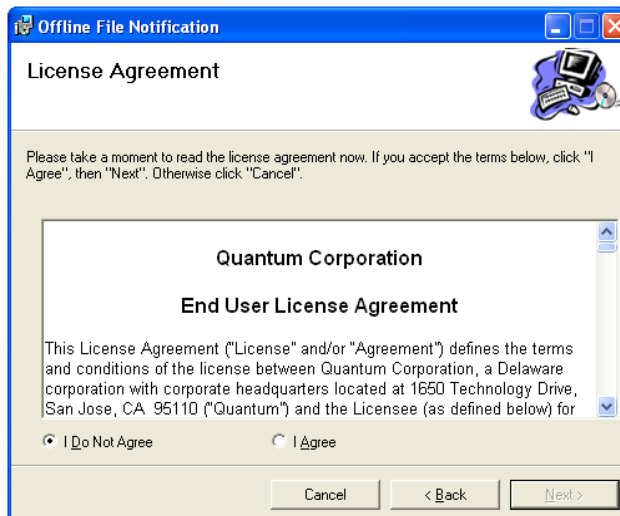 Offline File Notification
License Agreement
Please take a moment to read the license agreement now. If you accept the terms below, click "I
Agree", then "Next". Otherwise click "Cancel".
Quantum Corporation
End User License Agreement
This License Agreement ("License" and/or "Agreement") defines the terms
and conditions of the license between Quantum Corporation, a Delaware
corporation with corporate headquarters located at 1650 Technology Drive,
San Jose, CA  95110 ("Quantum") and the Licensee (as defined below) for
I Do Not Agree
I Agree
Cancel
< Back
Next >